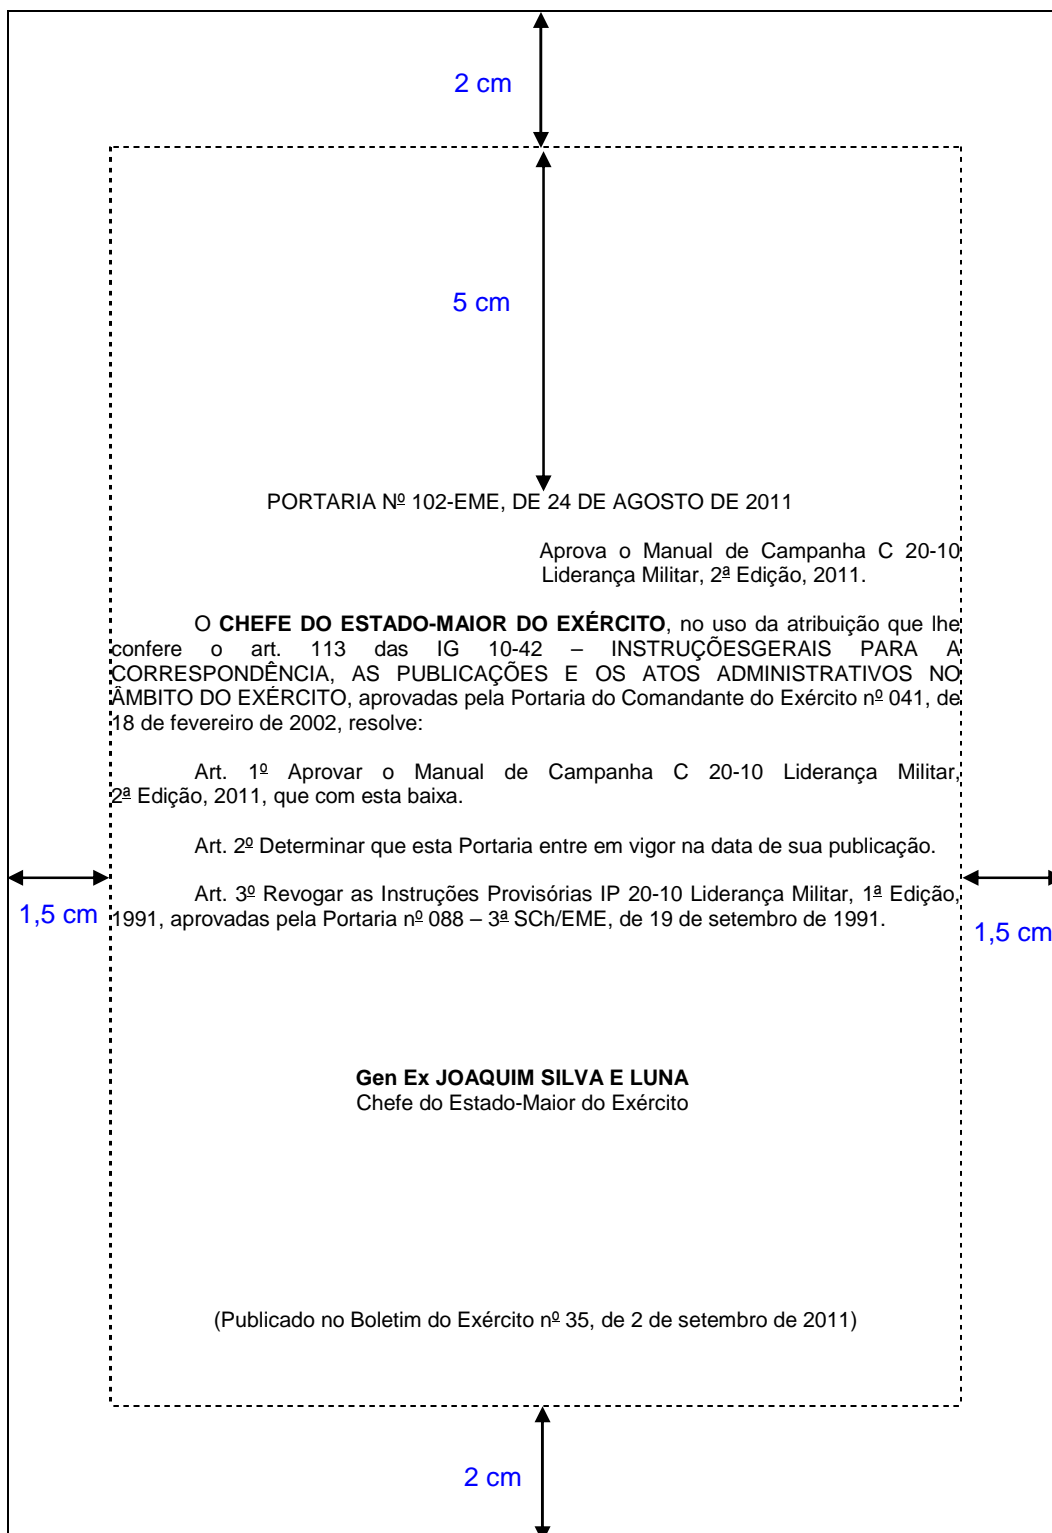 2 cm
5 cm
PORTARIA Nº 102-EME, DE 24 DE AGOSTO DE 2011
Aprova o Manual de Campanha C 20-10
Liderança Militar, 2ª Edição, 2011.
O CHEFE DO ESTADO-MAIOR DO EXÉRCITO, no uso da atribuição que lhe
confere o art. 113 das IG 10-42 – INSTRUÇÕESGERAIS PARA A
CORRESPONDÊNCIA, AS PUBLICAÇÕES E OS ATOS ADMINISTRATIVOS NO
ÂMBITO DO EXÉRCITO, aprovadas pela Portaria do Comandante do Exército nº 041, de
18 de fevereiro de 2002, resolve:
Art. 1º Aprovar o Manual de Campanha C 20-10 Liderança Militar,
2ª Edição, 2011, que com esta baixa.
Art. 2º Determinar que esta Portaria entre em vigor na data de sua publicação.
Art. 3º Revogar as Instruções Provisórias IP 20-10 Liderança Militar, 1ª Edição,
1991, aprovadas pela Portaria nº 088 – 3ª SCh/EME, de 19 de setembro de 1991.
1,5 cm
1,5 cm
Gen Ex JOAQUIM SILVA E LUNA
Chefe do Estado-Maior do Exército
(Publicado no Boletim do Exército nº 35, de 2 de setembro de 2011)
2 cm